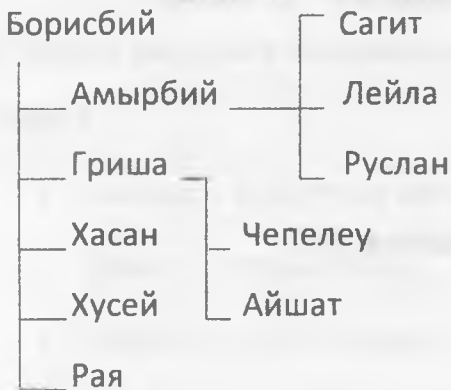 Борисбий Сагит
Амырбий Лейла
Гриша Руслан
Хасан Чепелеу
Хусей Айшат
Рая